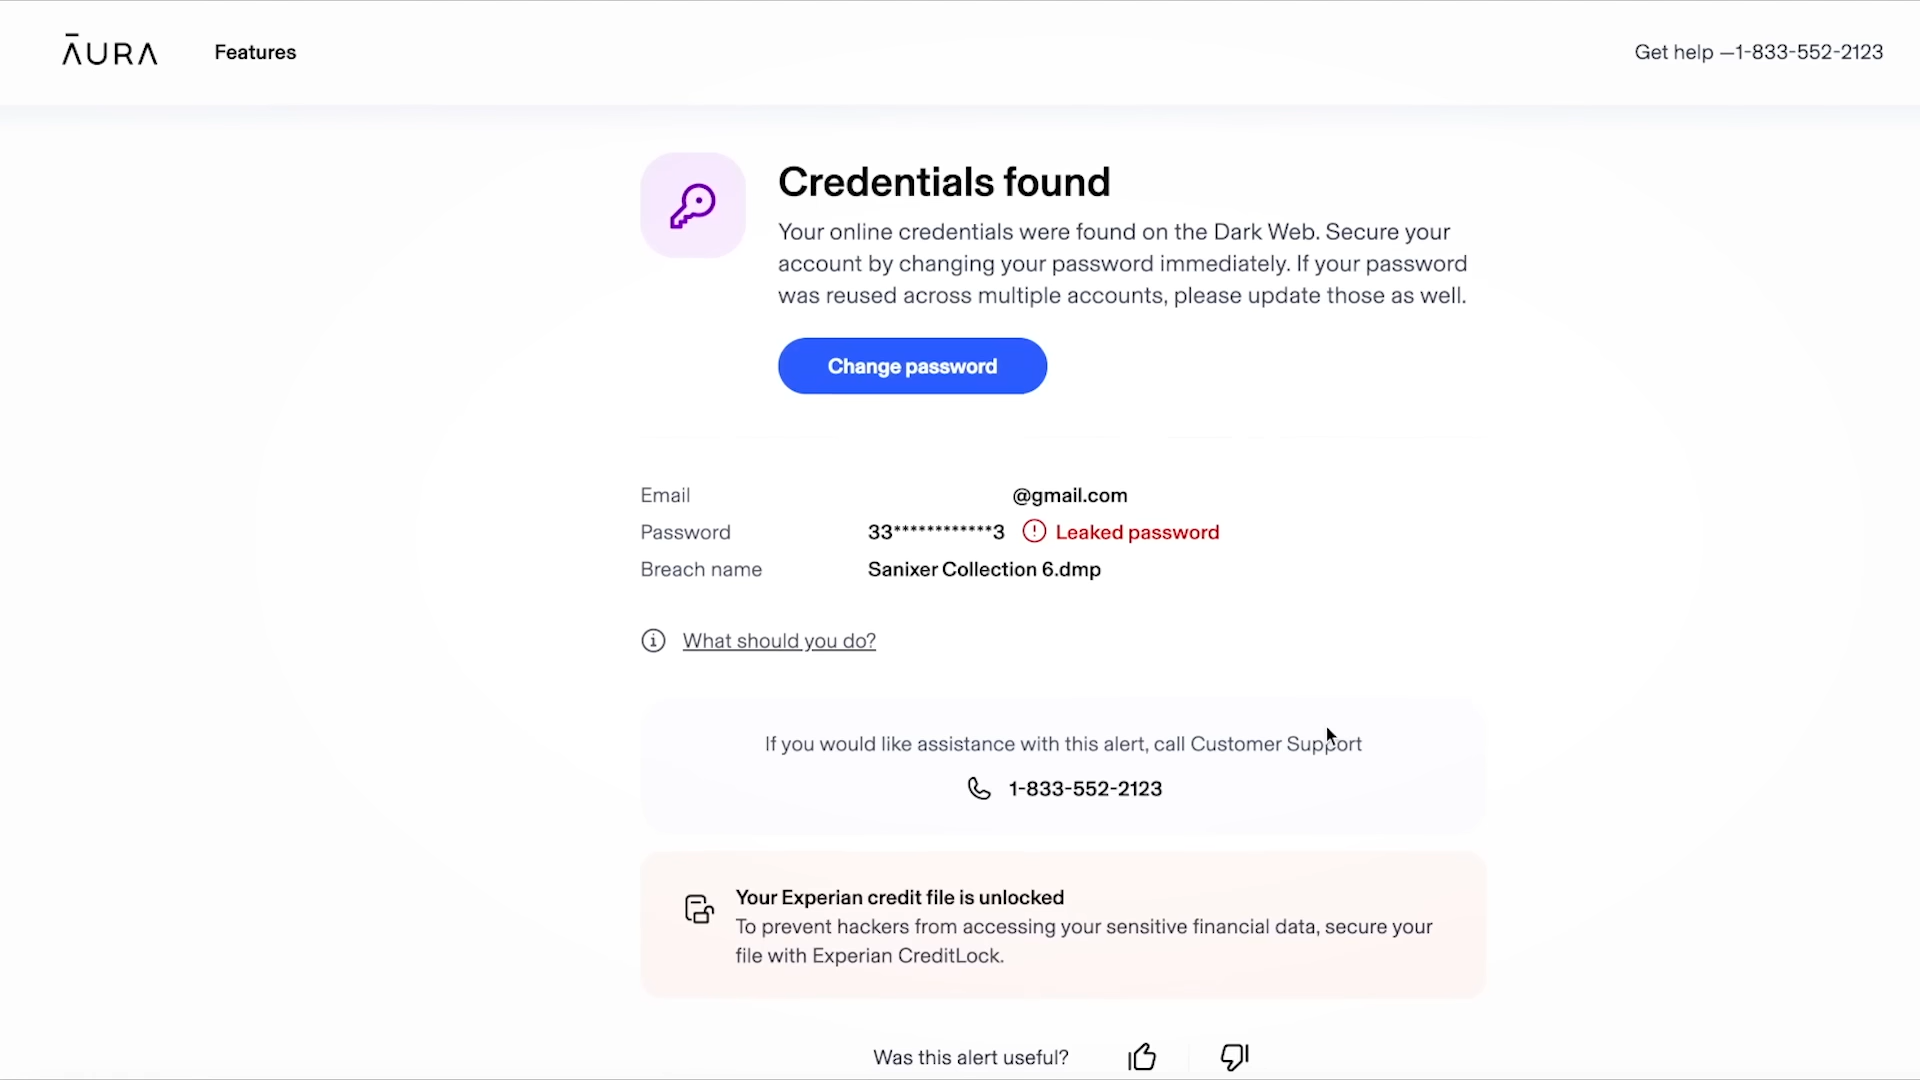 ĀURA
Features
Get help —1-833-552-2123
Credentials found
Your online credentials were found on the Dark Web. Secure your
account by changing your password immediately. If your password
was reused across multiple accounts, please update those as well.
Change password
Email @gmail.com
Password 33************3 Leaked password
Breach name Sanixer Collection 6.dmp
What should you do?
If you would like assistance with this alert, call Customer Support
1-833-552-2123
Your Experian credit file is unlocked
To prevent hackers from accessing your sensitive financial data, secure your
file with Experian CreditLock.
Was this alert useful?